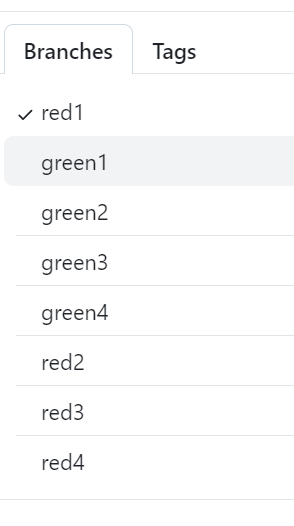 Branches Tags
red1
green1
green2
green3
green4
red2
red3
red4